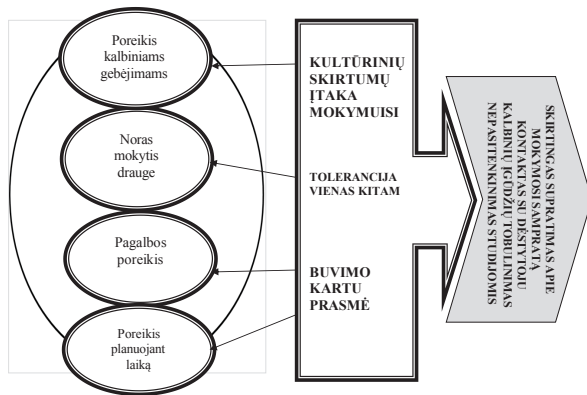 Poreikis
kalbiniams
gebėjimams
Noras
mokytis
drauge
Pagalbos
poreikis
Poreikis
planuojant
laiką
KULTŪRINIŲ
SKIRTUMŲ
ĮTAKA
MOKYMUISI
TOLERANCIJA
VIENAS KITAM
BUVIMO
KARTU
PRASMĖ
SKIRTINGAS SUPRATIMAS APIE
MOKYMOSI SAMPRATĄ
KONTAKTAS SU DĖSTYTOJU
KALBINIŲ ĮGŪDŽIŲ TOBULINIMAS
NEPASITENKINIMAS STUDIJOMIS